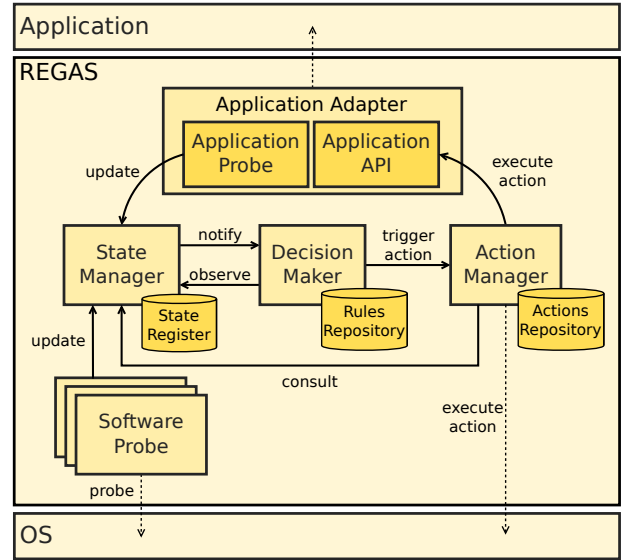 Application
REGAS
Application Adapter
Application
Probe
Application
API
update
execute
action
State
Manager
notify
observe
Decision
Maker
trigger
action
Action
Manager
State
Register
Rules
Repository
Actions
Repository
update
consult
Software
Probe
execute
action
probe
OS